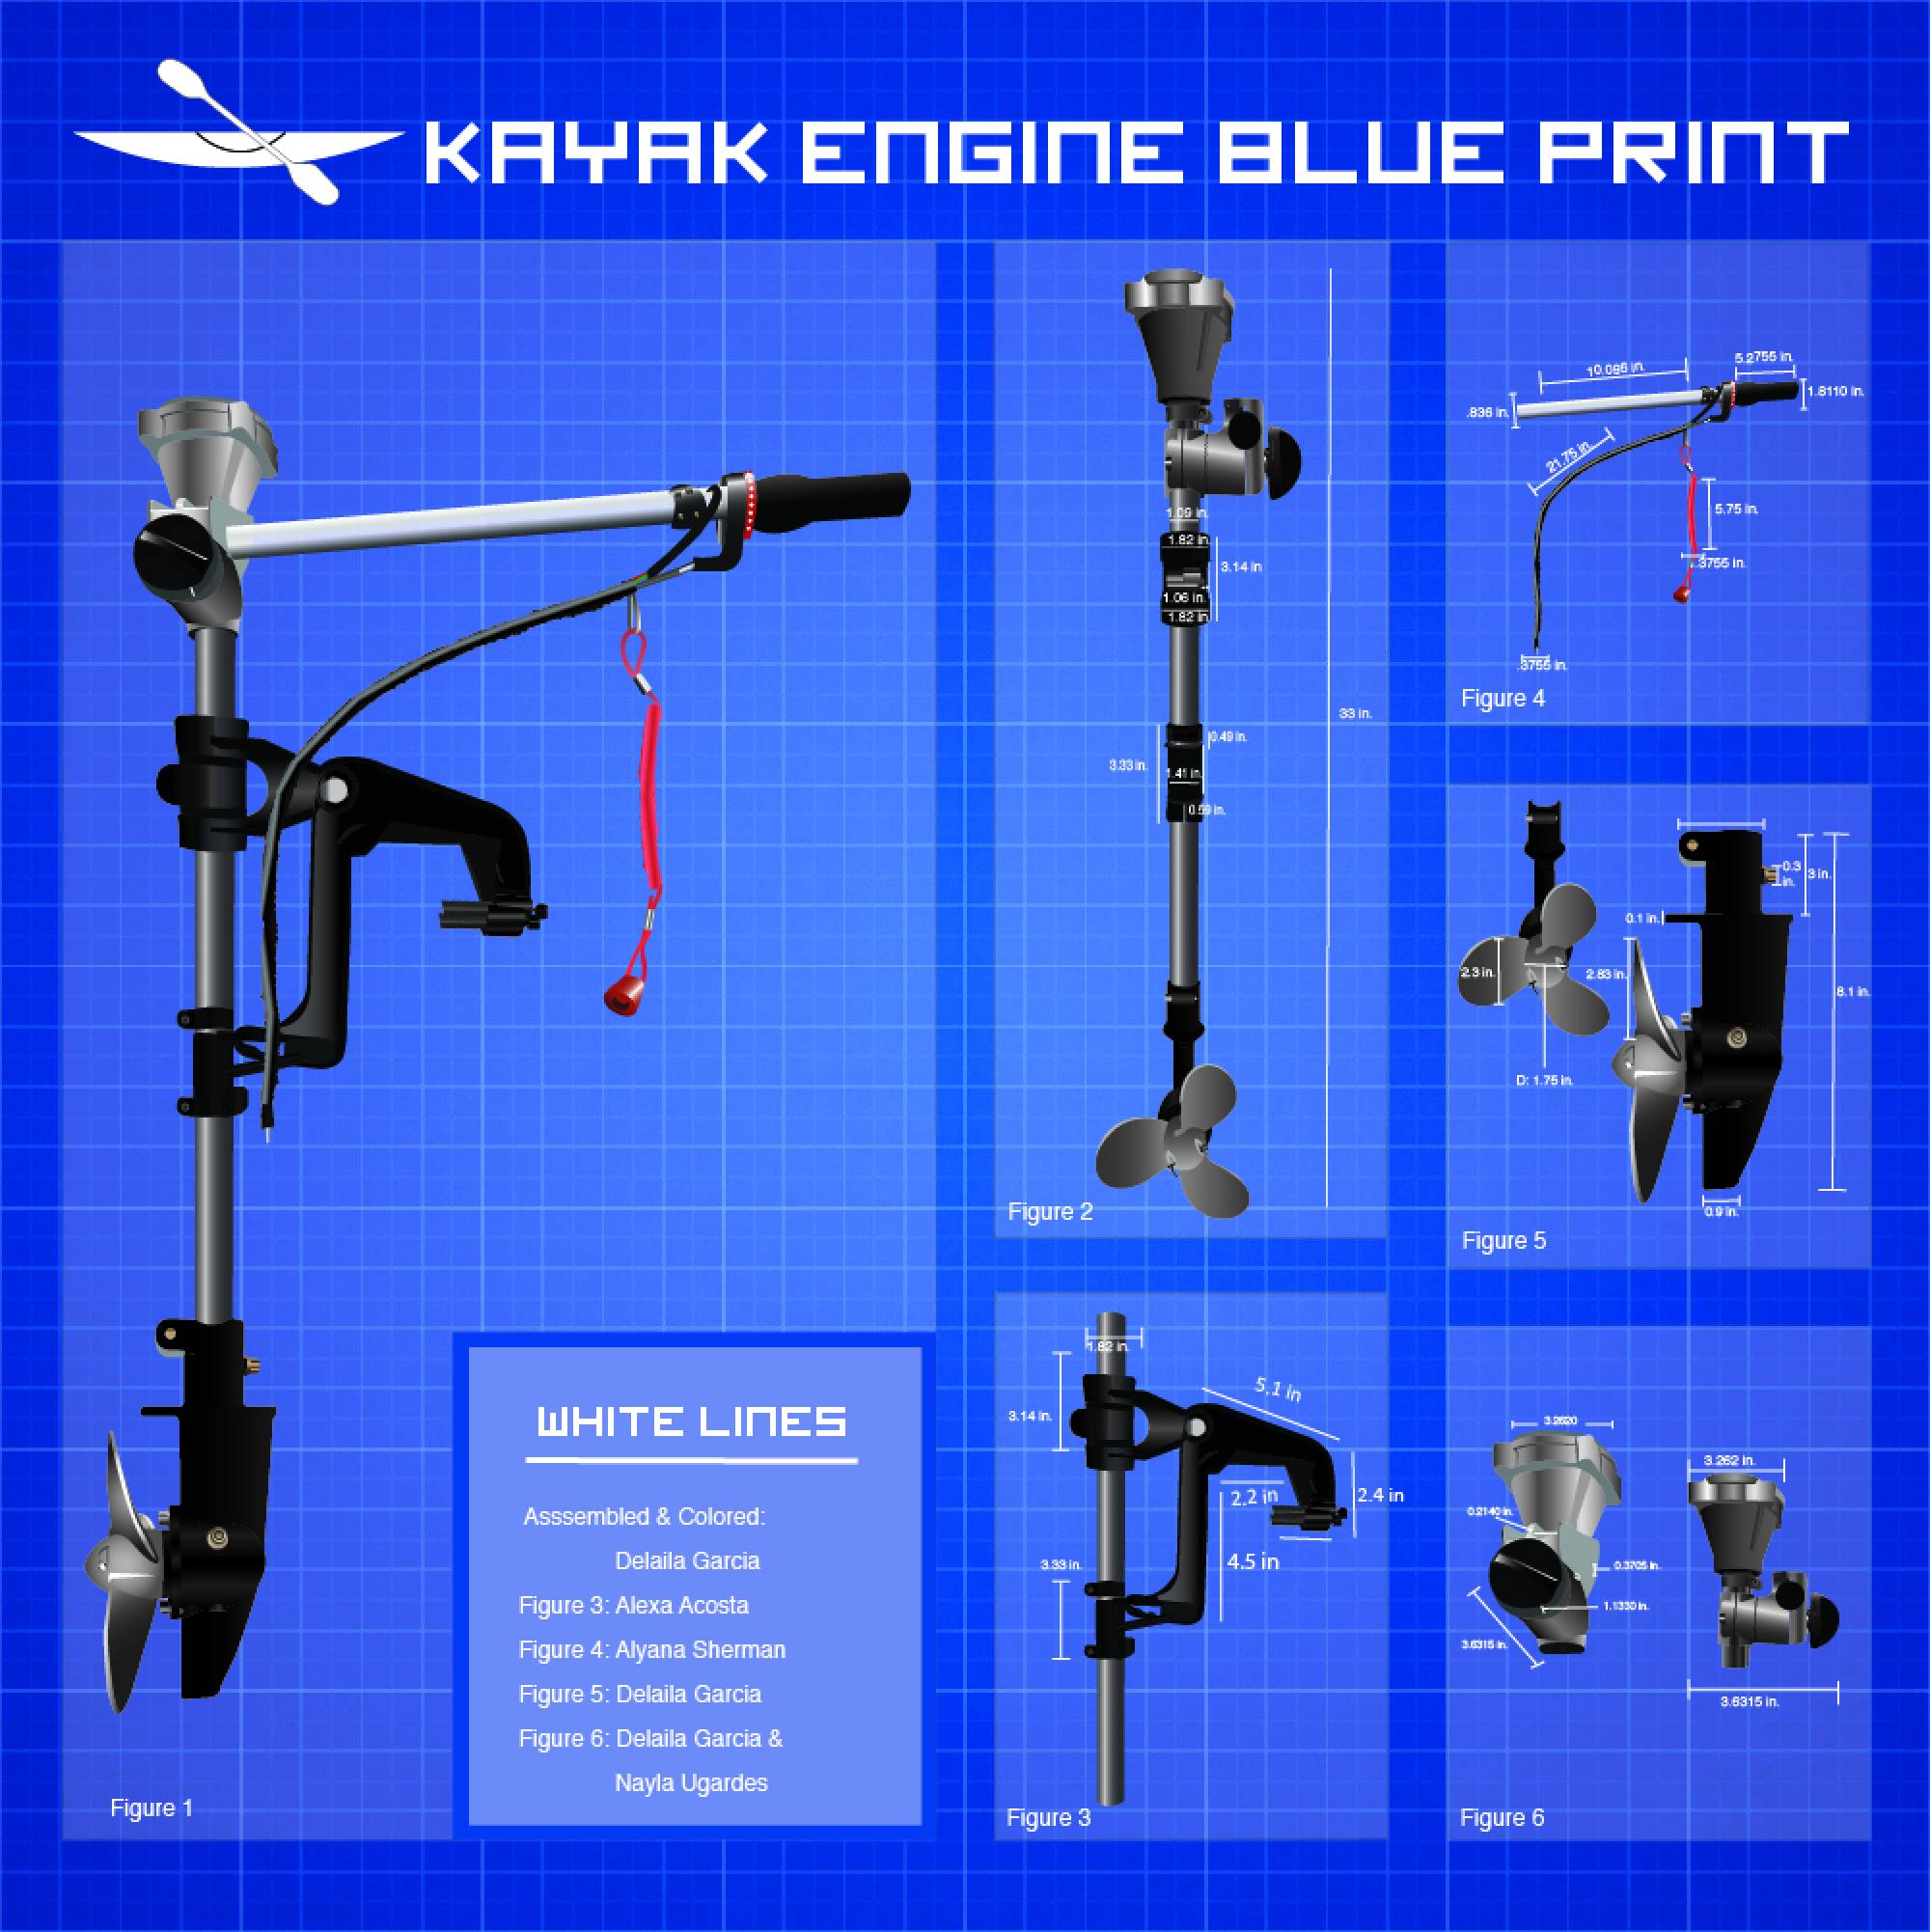 KAYAK ENGINE BLUE PRINT
Figure 1
WHITE LINES
Asssembled & Colored:
Delaila Garcia
Figure 3: Alexa Acosta
Figure 4: Alyana Sherman
Figure 5: Delaila Garcia
Figure 6: Delaila Garcia &
Nayla Ugardes
1.09 in.
1.82 in.
3.14 in
1.06 in.
1.82 in.
33 in.
0.49 in.
3.33 in.
1.41 in.
0.59 in.
Figure 2
1.82 in.
5.1 in
3.14 in.
2.2 in
2.4 in
3.33 in.
4.5 in
Figure 3
5.2755 in.
10.095 in.
1.8110 in.
.836 in.
21.75 in.
5.75 in.
.3755 in.
.3755 in.
Figure 4
0.3
in.
3 in.
0.1 in.
2.3 in.
2.83 in.
8.1 in.
D: 1.75 in.
0.9 in.
Figure 5
3.2620
3.262 in.
0.2140 in.
0.3705 in.
1.1330 in.
3.6315 in.
3.6315 in.
Figure 6